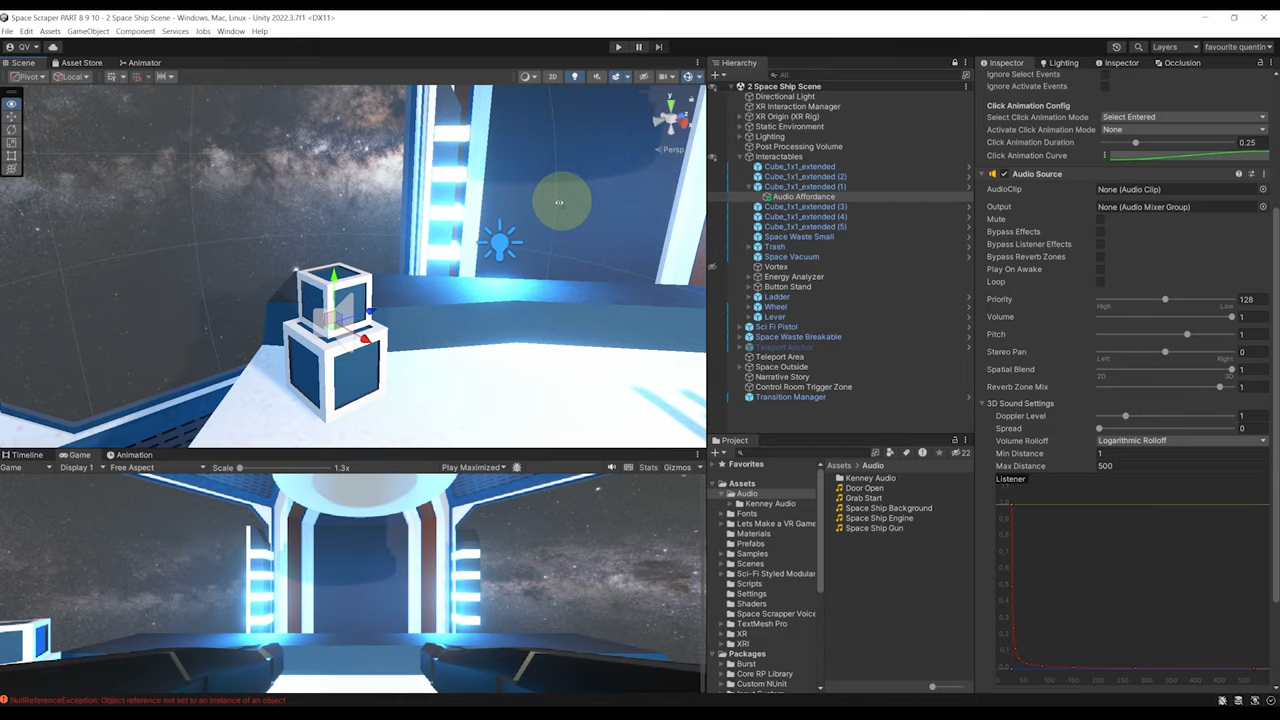 Space Scraper PART 8 9 10 - 2 Space Ship Scene - Windows, Mac, Linux - Unity 2022.3.7f1 <DX11>
File Edit Assets GameObject Component Services Jobs Window Help
QV Layers favourite quentin
Scene Asset Store Animator
Pivot Local 2D
y
z
Persp
Hierarchy
All
2 Space Ship Scene
Directional Light
XR Interaction Manager
XR Origin (XR Rig)
Static Environment
Lighting
Post Processing Volume
Interactables
Cube_1x1_extended
Cube_1x1_extended (2)
Cube_1x1_extended (1)
Audio Affordance
Cube_1x1_extended (3)
Cube_1x1_extended (4)
Cube_1x1_extended (5)
Space Waste Small
Trash
Space Vacuum
Vortex
Energy Analyzer
Button Stand
Ladder
Wheel
Lever
Sci Fi Pistol
Space Waste Breakable
Teleport Anchor
Teleport Area
Space Outside
Narrative Story
Control Room Trigger Zone
Transition Manager
Inspector Lighting Inspector Occlusion
Ignore Select Events
Ignore Activate Events
Click Animation Config
Select Click Animation Mode Select Entered
Activate Click Animation Mode None
Click Animation Duration 0.25
Click Animation Curve
Audio Source
AudioClip None (Audio Clip)
Output None (Audio Mixer Group)
Mute
Bypass Effects
Bypass Listener Effects
Bypass Reverb Zones
Play On Awake
Loop
Priority 128
High Low
Volume 1
Pitch 1
Stereo Pan 0
Left Right
Spatial Blend 1
2D 3D
Reverb Zone Mix 1
3D Sound Settings
Doppler Level 1
Spread 0
Volume Rolloff Logarithmic Rolloff
Min Distance 1
Max Distance 500
Listener
Timeline Game Animation
Game Display 1 Free Aspect Scale 1.3x Play Maximized Stats Gizmos
Project
22
Favorites
Assets
Audio
Kenney Audio
Fonts
Lets Make a VR Game
Materials
Prefabs
Samples
Scenes
Sci-Fi Styled Modular
Scripts
Settings
Shaders
Space Scrapper Voice
TextMesh Pro
XR
XRI
Packages
Burst
Core RP Library
Custom NUnit
Assets > Audio
Kenney Audio
Door Open
Grab Start
Space Ship Background
Space Ship Engine
Space Ship Gun
NullReferenceException: Object reference not set to an instance of an object